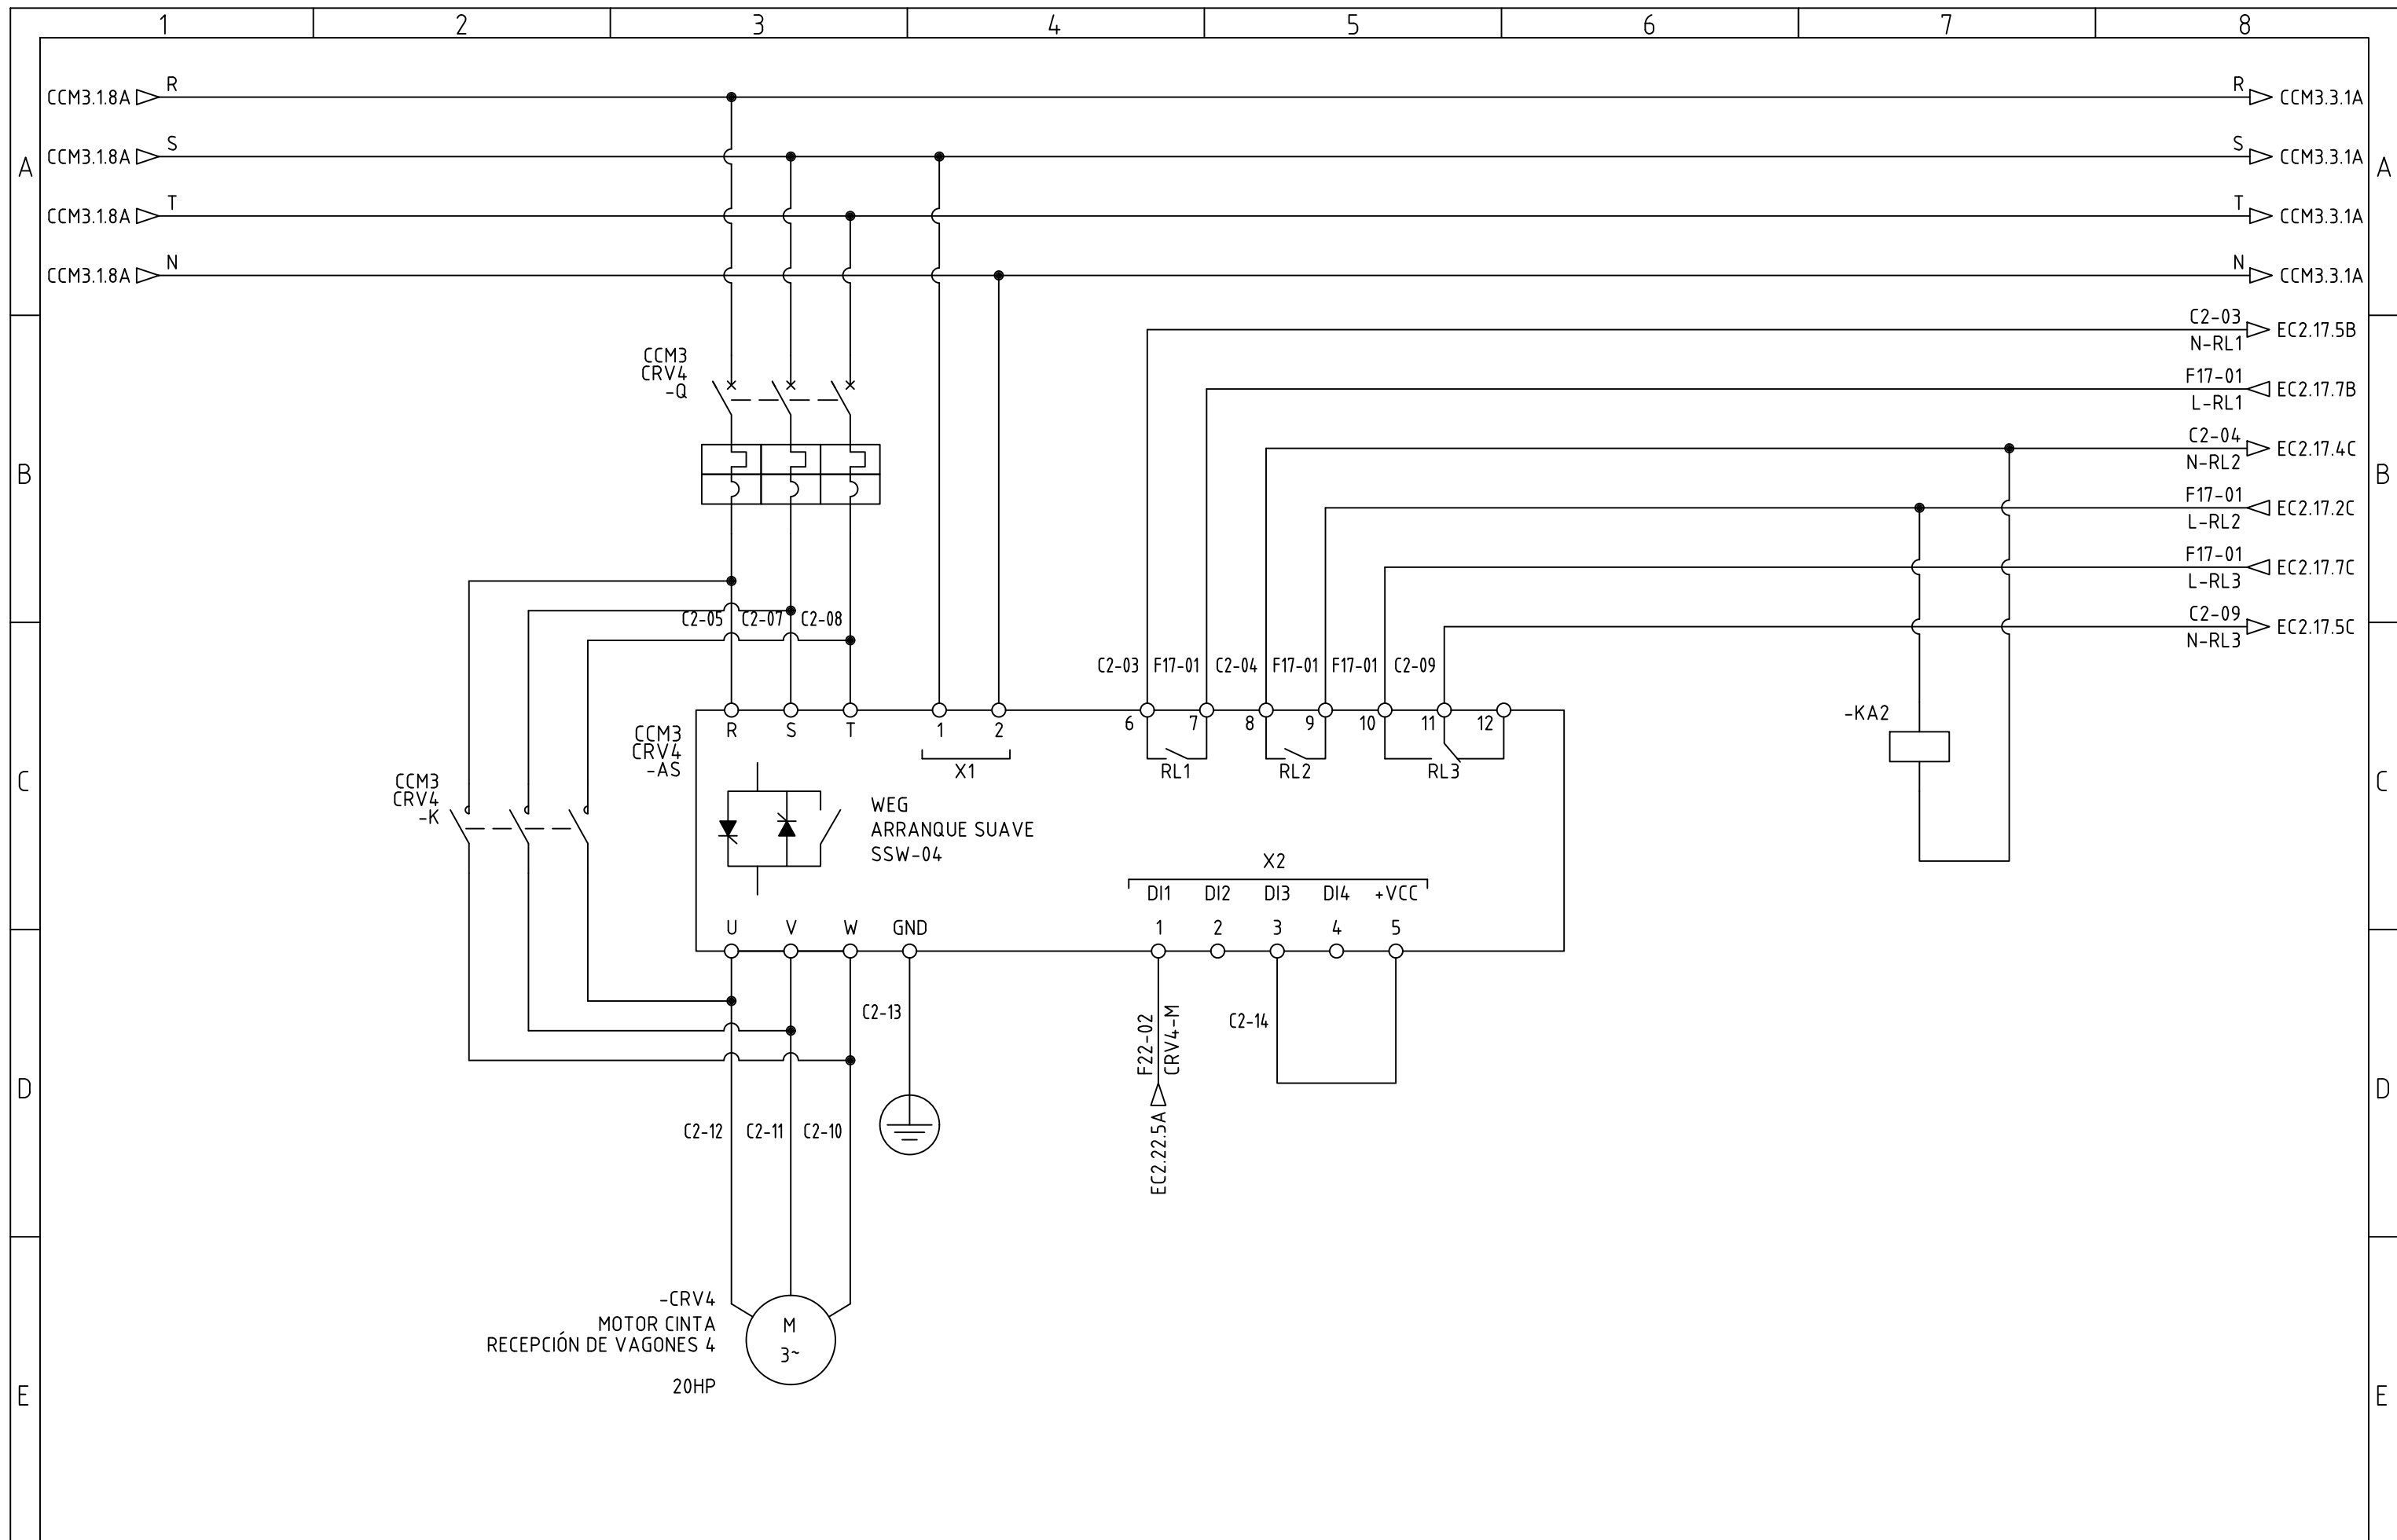 1 2 3 4 5 6 7 8
CCM3.1.8A R R CCM3.3.1A
A CCM3.1.8A S S CCM3.3.1A A
CCM3.1.8A T T CCM3.3.1A
CCM3.1.8A N N CCM3.3.1A
C2-03 EC2.17.5B
N-RL1
CCM3
CRV4
-Q
F17-01 EC2.17.7B
L-RL1
C2-04 EC2.17.4C
N-RL2
B B
F17-01 EC2.17.2C
L-RL2
F17-01 EC2.17.7C
L-RL3
C2-09 EC2.17.5C
N-RL3
C2-05 C2-07 C2-08
C2-03 F17-01 C2-04 F17-01 F17-01 C2-09
-KA2
R S T 1 2 6 7 8 9 10 11 12
CCM3
CRV4
-AS
X1 RL1 RL2 RL3
C C
CCM3
CRV4
-K
WEG
ARRANQUE SUAVE
SSW-04
X2
DI1 DI2 DI3 DI4 +VCC
U V W GND 1 2 3 4 5
C2-13 C2-14
F22-02
CRV4-M
EC2.22.5A
D D
C2-12 C2-11 C2-10
-CRV4
MOTOR CINTA
RECEPCIÓN DE VAGONES 4
20HP
M
3~
E E